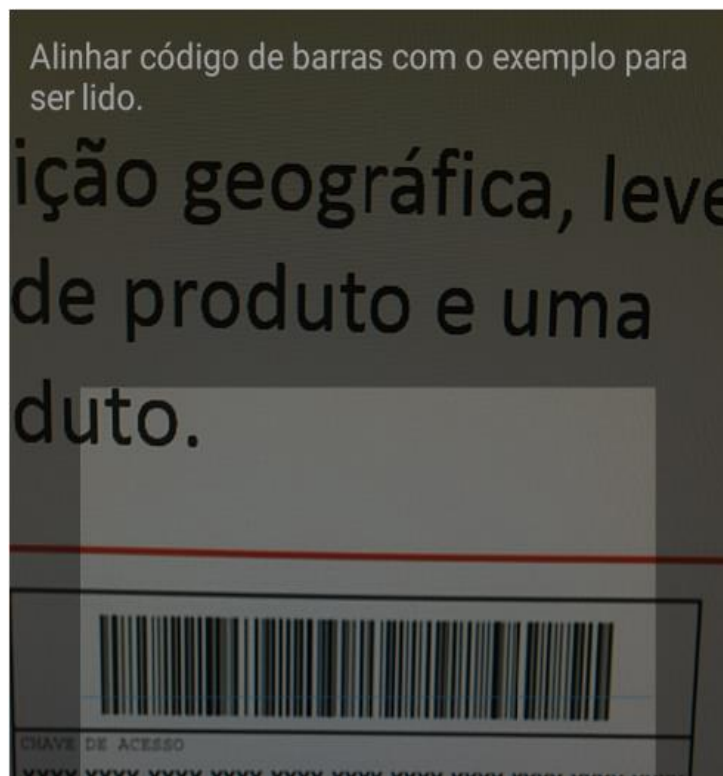 Alinhar código de barras com o exemplo para
ser lido.
ição geográfica, leve
de produto e uma
duto.
CHAVE DE ACESSO